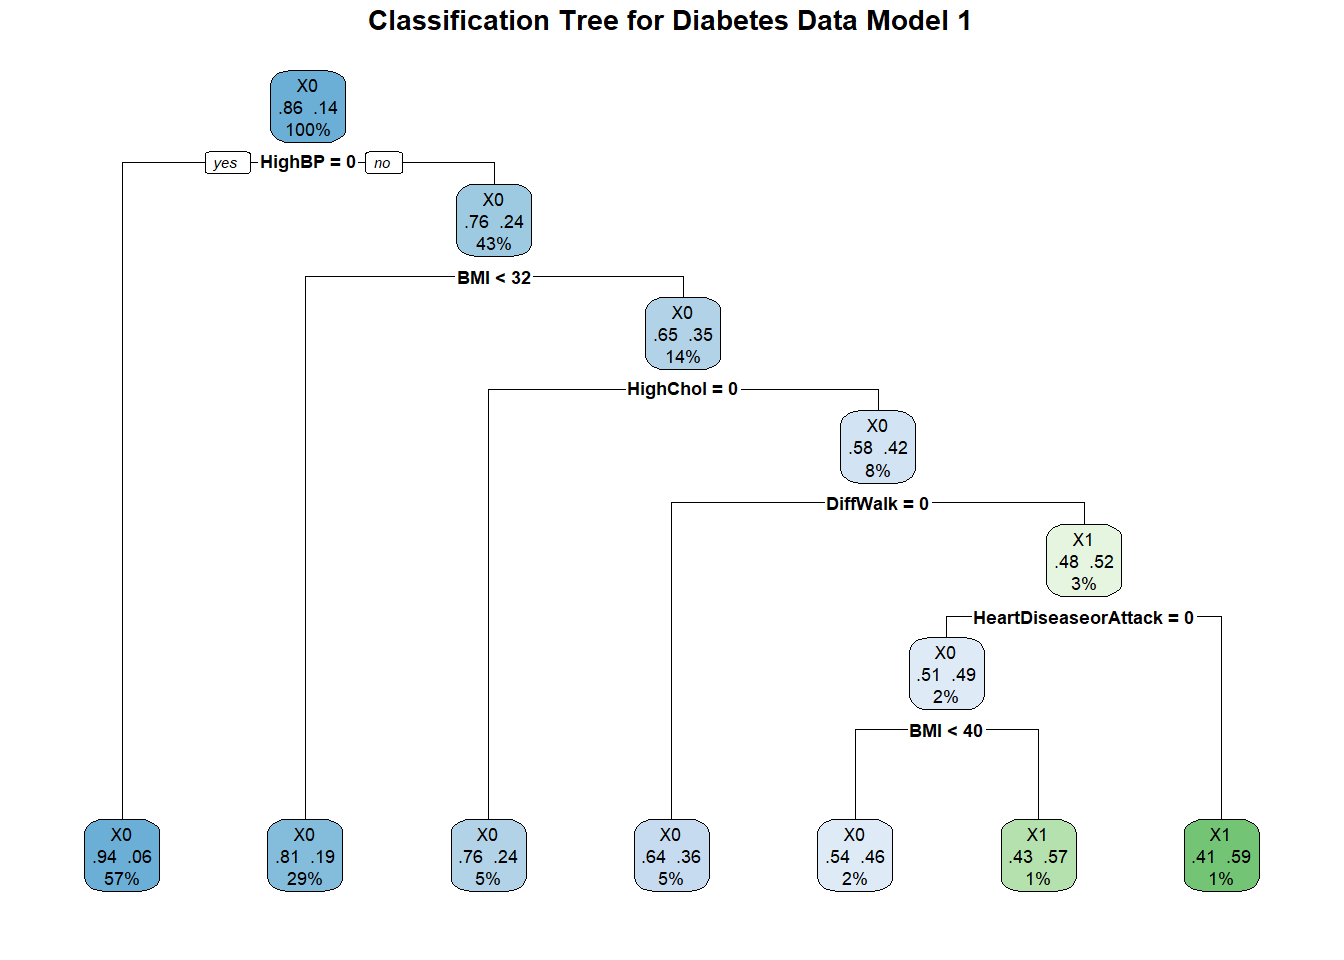 Classification Tree for Diabetes Data Model 1
X0
.86 .14
100%
yes HighBP = 0 no
X0
.76 .24
43%
BMI < 32
X0
.65 .35
14%
HighChol = 0
X0
.58 .42
8%
DiffWalk = 0
X1
.48 .52
3%
HeartDiseaseorAttack = 0
X0
.51 .49
2%
BMI < 40
X0
.94 .06
57%
X0
.81 .19
29%
X0
.76 .24
5%
X0
.64 .36
5%
X0
.54 .46
2%
X1
.43 .57
1%
X1
.41 .59
1%